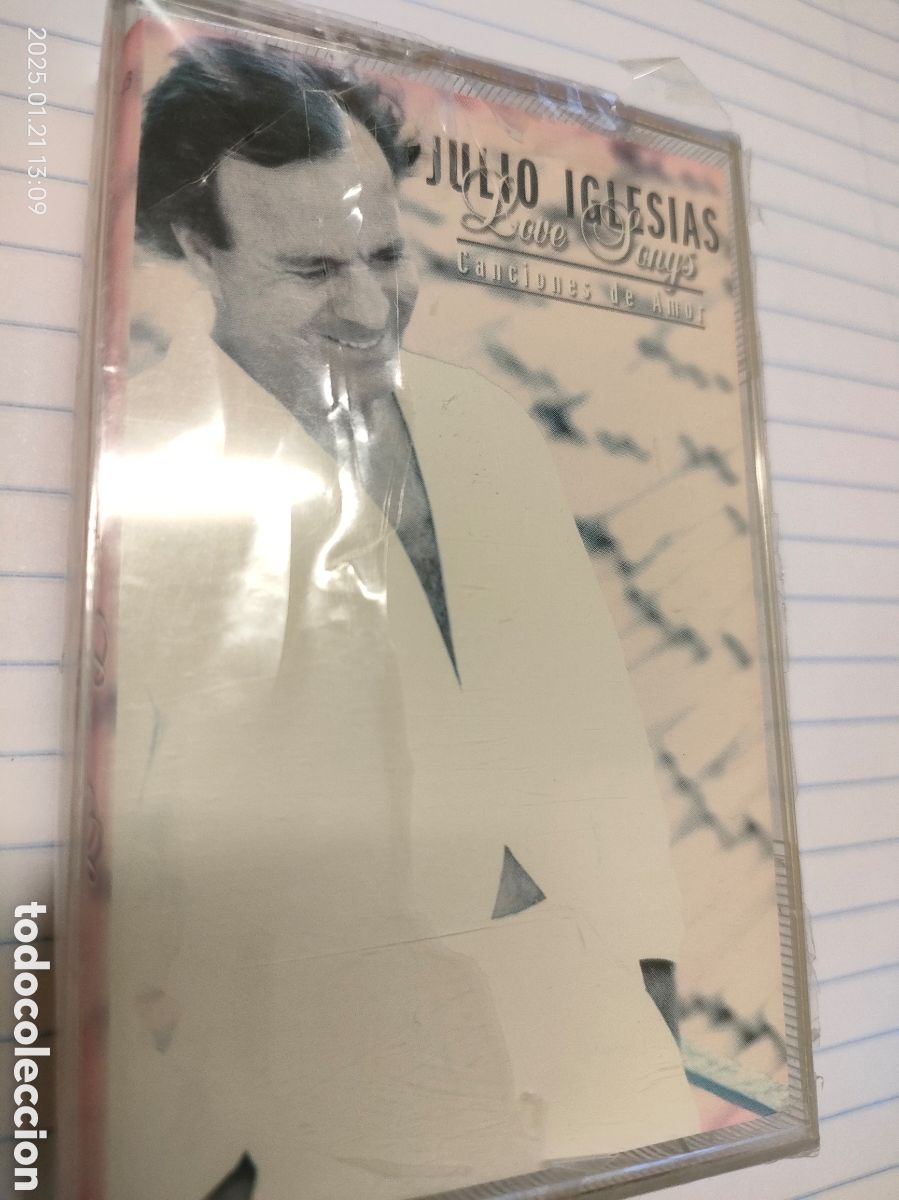 JULIO IGLESIAS
Love Songs
Canciones de Amor
2025.01.21 13:09
todocoleccion